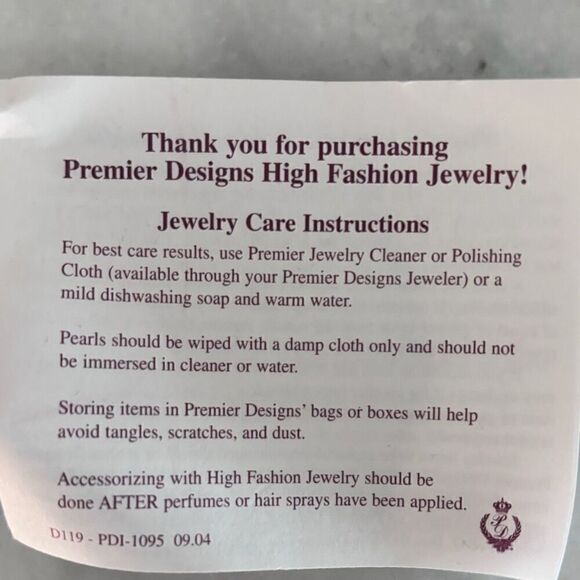 Thank you for purchasing
Premier Designs High Fashion Jewelry!
Jewelry Care Instructions
For best care results, use Premier Jewelry Cleaner or Polishing
Cloth (available through your Premier Designs Jeweler) or a
mild dishwashing soap and warm water.
Pearls should be wiped with a damp cloth only and should not
be immersed in cleaner or water.
Storing items in Premier Designs' bags or boxes will help
avoid tangles, scratches, and dust.
Accessorizing with High Fashion Jewelry should be
done AFTER perfumes or hair sprays have been applied.
D119 - PDI-1095 09.04
PD